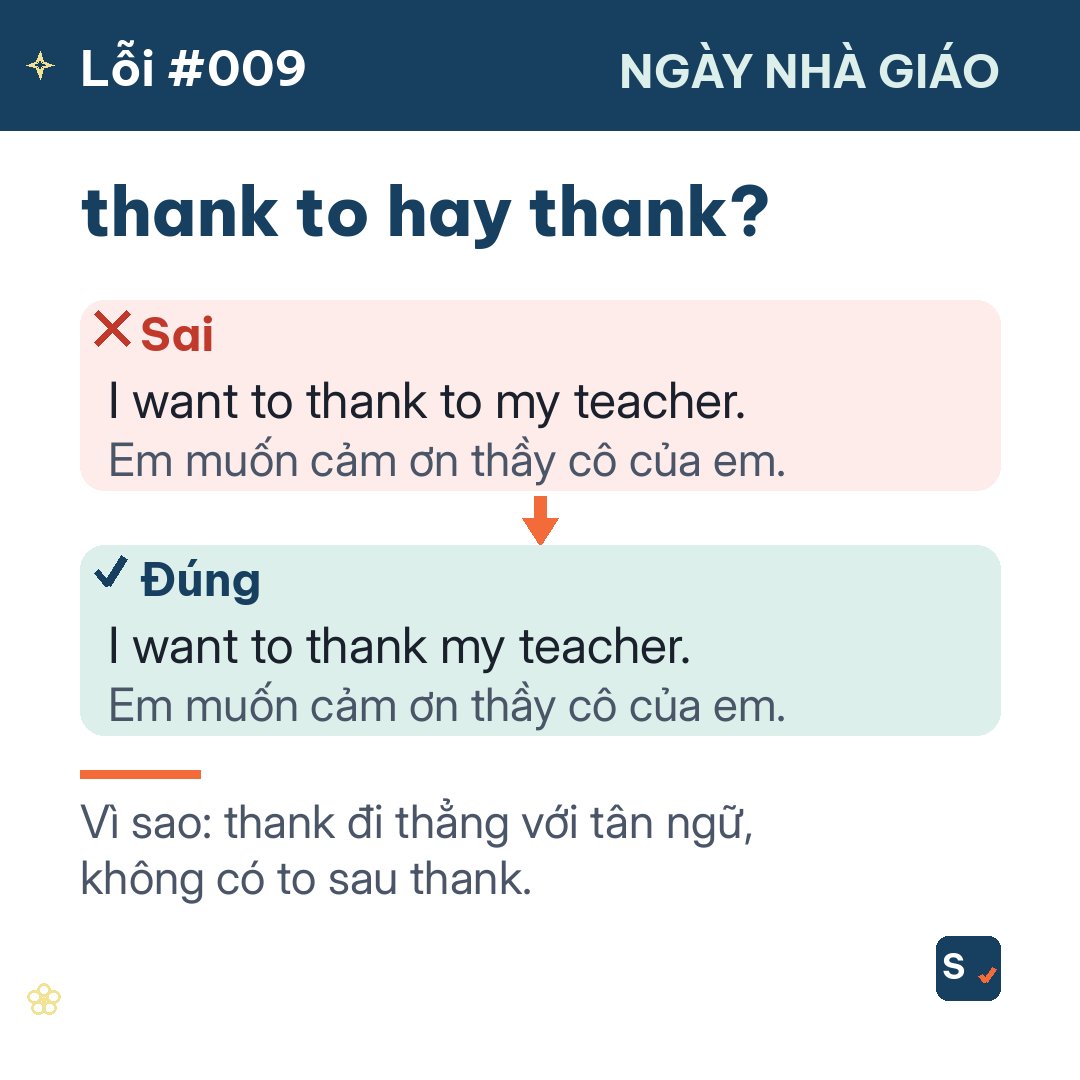 Lỗi #009
NGÀY NHÀ GIÁO
thank to hay thank?
Sai
I want to thank to my teacher.
Em muốn cảm ơn thầy cô của em.
Đúng
I want to thank my teacher.
Em muốn cảm ơn thầy cô của em.
Vì sao: thank đi thẳng với tân ngữ,
không có to sau thank.
S